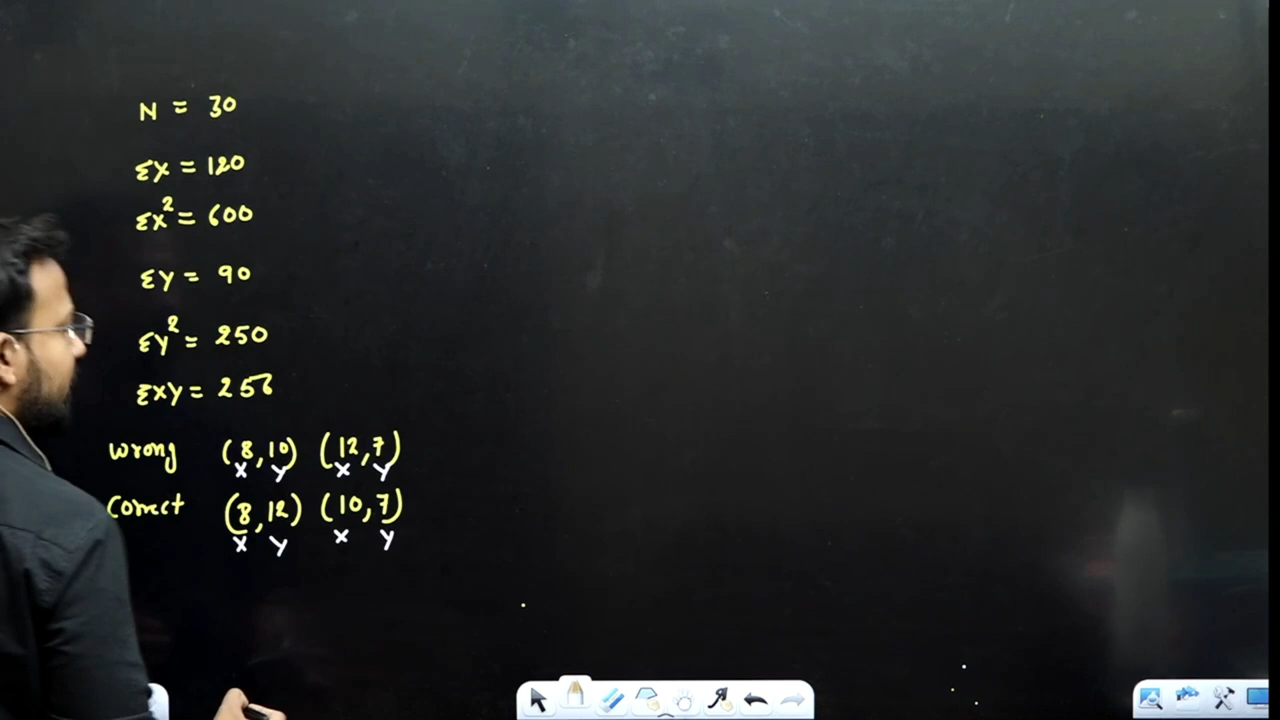 N = 30
ΣX = 120
ΣX² = 600
ΣY = 90
ΣY² = 250
ΣXY = 256
Wrong (8,10) (12,7)
X Y X Y
Correct (8,12) (10,7)
X Y X Y